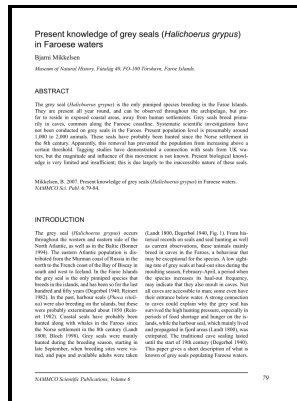 Present knowledge of grey seals (Halichoerus grypus)
in Faroese waters
Bjarni Mikkelsen
Museum of Natural History, Fútalág 40, FO-100 Tórshavn, Faroe Islands.
ABSTRACT
The grey seal (Halichoerus grypus) is the only pinniped species breeding in the Faroe Islands.
They are present all year round, and can be observed throughout the archipelago, but pre-
fer to reside in exposed coastal areas, away from human settlements. Grey seals breed primar-
ily in caves, common along the Faroese coastline. Systematic scientific investigations have
not been conducted on grey seals in the Faroes. Present population level is presumably around
1,000 to 2,000 animals. These seals have probably been hunted since the Norse settlement in
the 8th century. Apparently, this removal has prevented the population from increasing above a
certain threshold. Tagging studies have demonstrated a connection with seals from UK wa-
ters, but the magnitude and influence of this movement is not known. Present biological knowl-
edge is very limited and insufficient; this is due largely to the inaccessible nature of these seals.
Mikkelsen, B. 2007. Present knowledge of grey seals (Halichoerus grypus) in Faroese waters.
NAMMCO Sci. Publ. 6:79-84.
INTRODUCTION
The grey seal (Halichoerus grypus) occurs
throughout the western and eastern side of the
North Atlantic, as well as in the Baltic (Bonner
1994). The eastern Atlantic population is dis-
tributed from the Murman coast of Russia in the
north to the French coast of the Bay of Biscay in
south and west to Iceland. In the Faroe Islands
the grey seal is the only pinniped species that
breeds in the islands, and has been so for the last
hundred and fifty years (Degerbøl 1940, Reinert
1982). In the past, harbour seals (Phoca vituli-
na) were also breeding on the islands, but these
were probably exterminated about 1850 (Rein-
ert 1982). Coastal seals have probably been
hunted along with whales in the Faroes since
the Norse settlement in the 8th century (Landt
1800, Bloch 1998). Grey seals were mainly
hunted during the breeding season, starting in
late September, when breeding sites were vis-
ited, and pups and available adults were taken
(Landt 1800, Degerbøl 1940, Fig. 1). From his-
torical records on seals and seal hunting as well
as current observations, these animals mainly
breed in caves in the Faroes, a behaviour that
may be exceptional for the species. A low sight-
ing rate of grey seals at haul-out sites during the
moulting season, February-April, a period when
the species increases its haul-out frequency,
may indicate that they also moult in caves. Not
all caves are accessible to man; some even have
their entrance below water. A strong connection
to caves could explain why the grey seal has
survived the high hunting pressure, especially in
periods of food shortage and hunger on the is-
lands, while the harbour seal, which mainly lived
and propagated in fjord areas (Landt 1800), was
extirpated. The traditional cave sealing lasted
until the start of the 19th century (Degerbøl 1940).
This paper gives a short description of what is
known of grey seals populating Faroese waters.
NAMMCO Scientific Publications, Volume 6
79